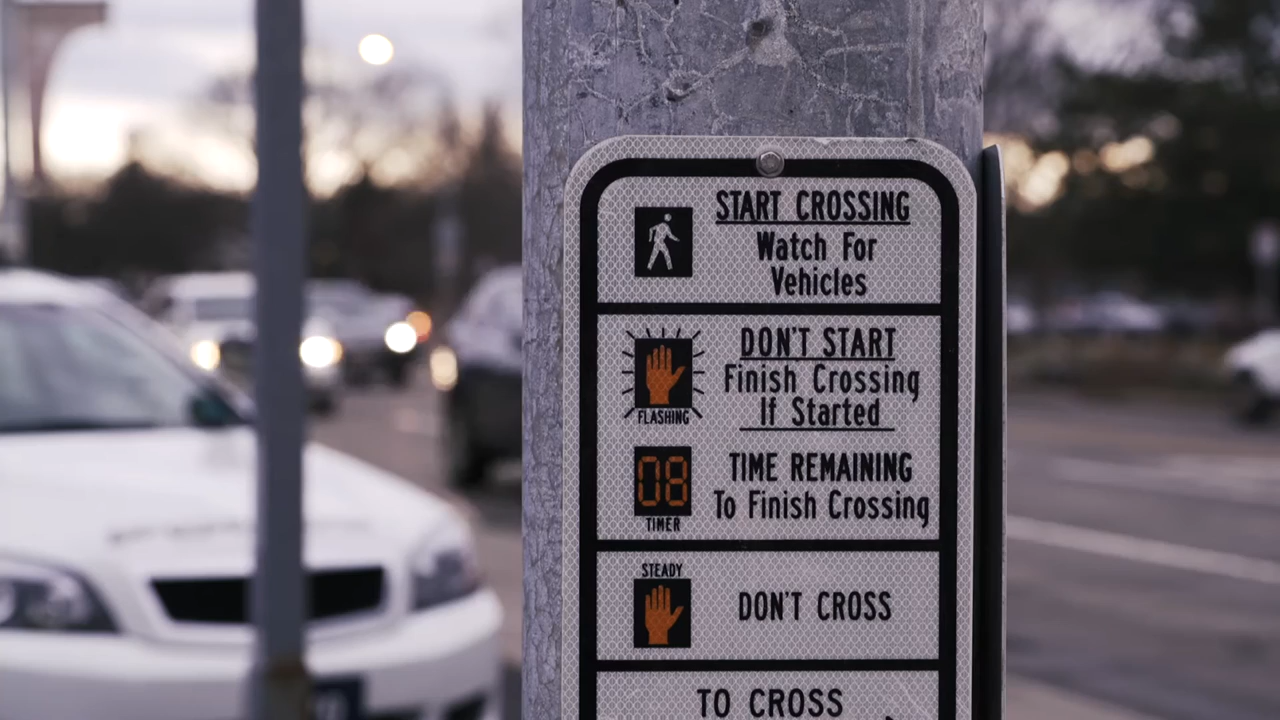 START CROSSING
Watch For
Vehicles
DON'T START
Finish Crossing
If Started
FLASHING
08
TIME REMAINING
To Finish Crossing
TIMER
STEADY
DON'T CROSS
TO CROSS